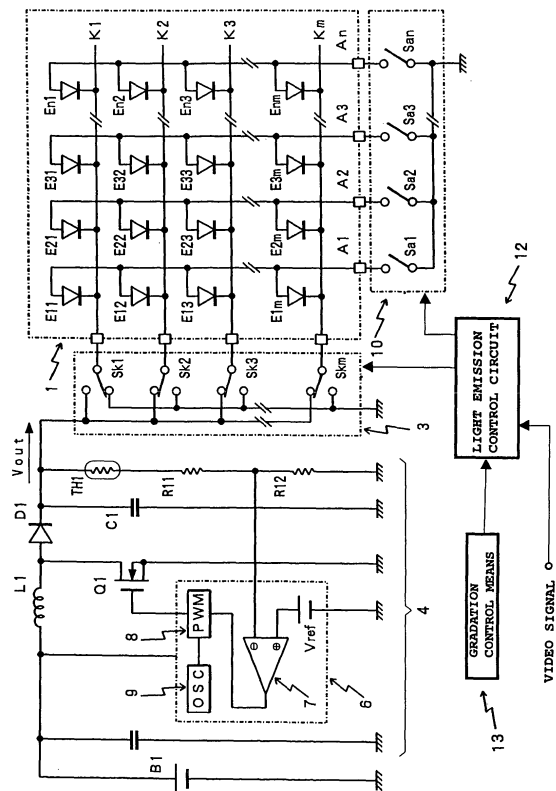 Vout
L1
D1
TH1
C1
R11
R12
Q1
8
PWM
9
OSC
7
Vref
6
B1
4
E11
E21
E31
En1
K1
E12
E22
E32
En2
K2
E13
E23
E33
En3
K3
E1m
E2m
E3m
Enm
Km
A1
A2
A3
An
1
Sk1
Sk2
Sk3
Skm
3
Sa1
Sa2
Sa3
San
10
12
LIGHT EMISSION
CONTROL CIRCUIT
GRADATION
CONTROL MEANS
13
VIDEO SIGNAL